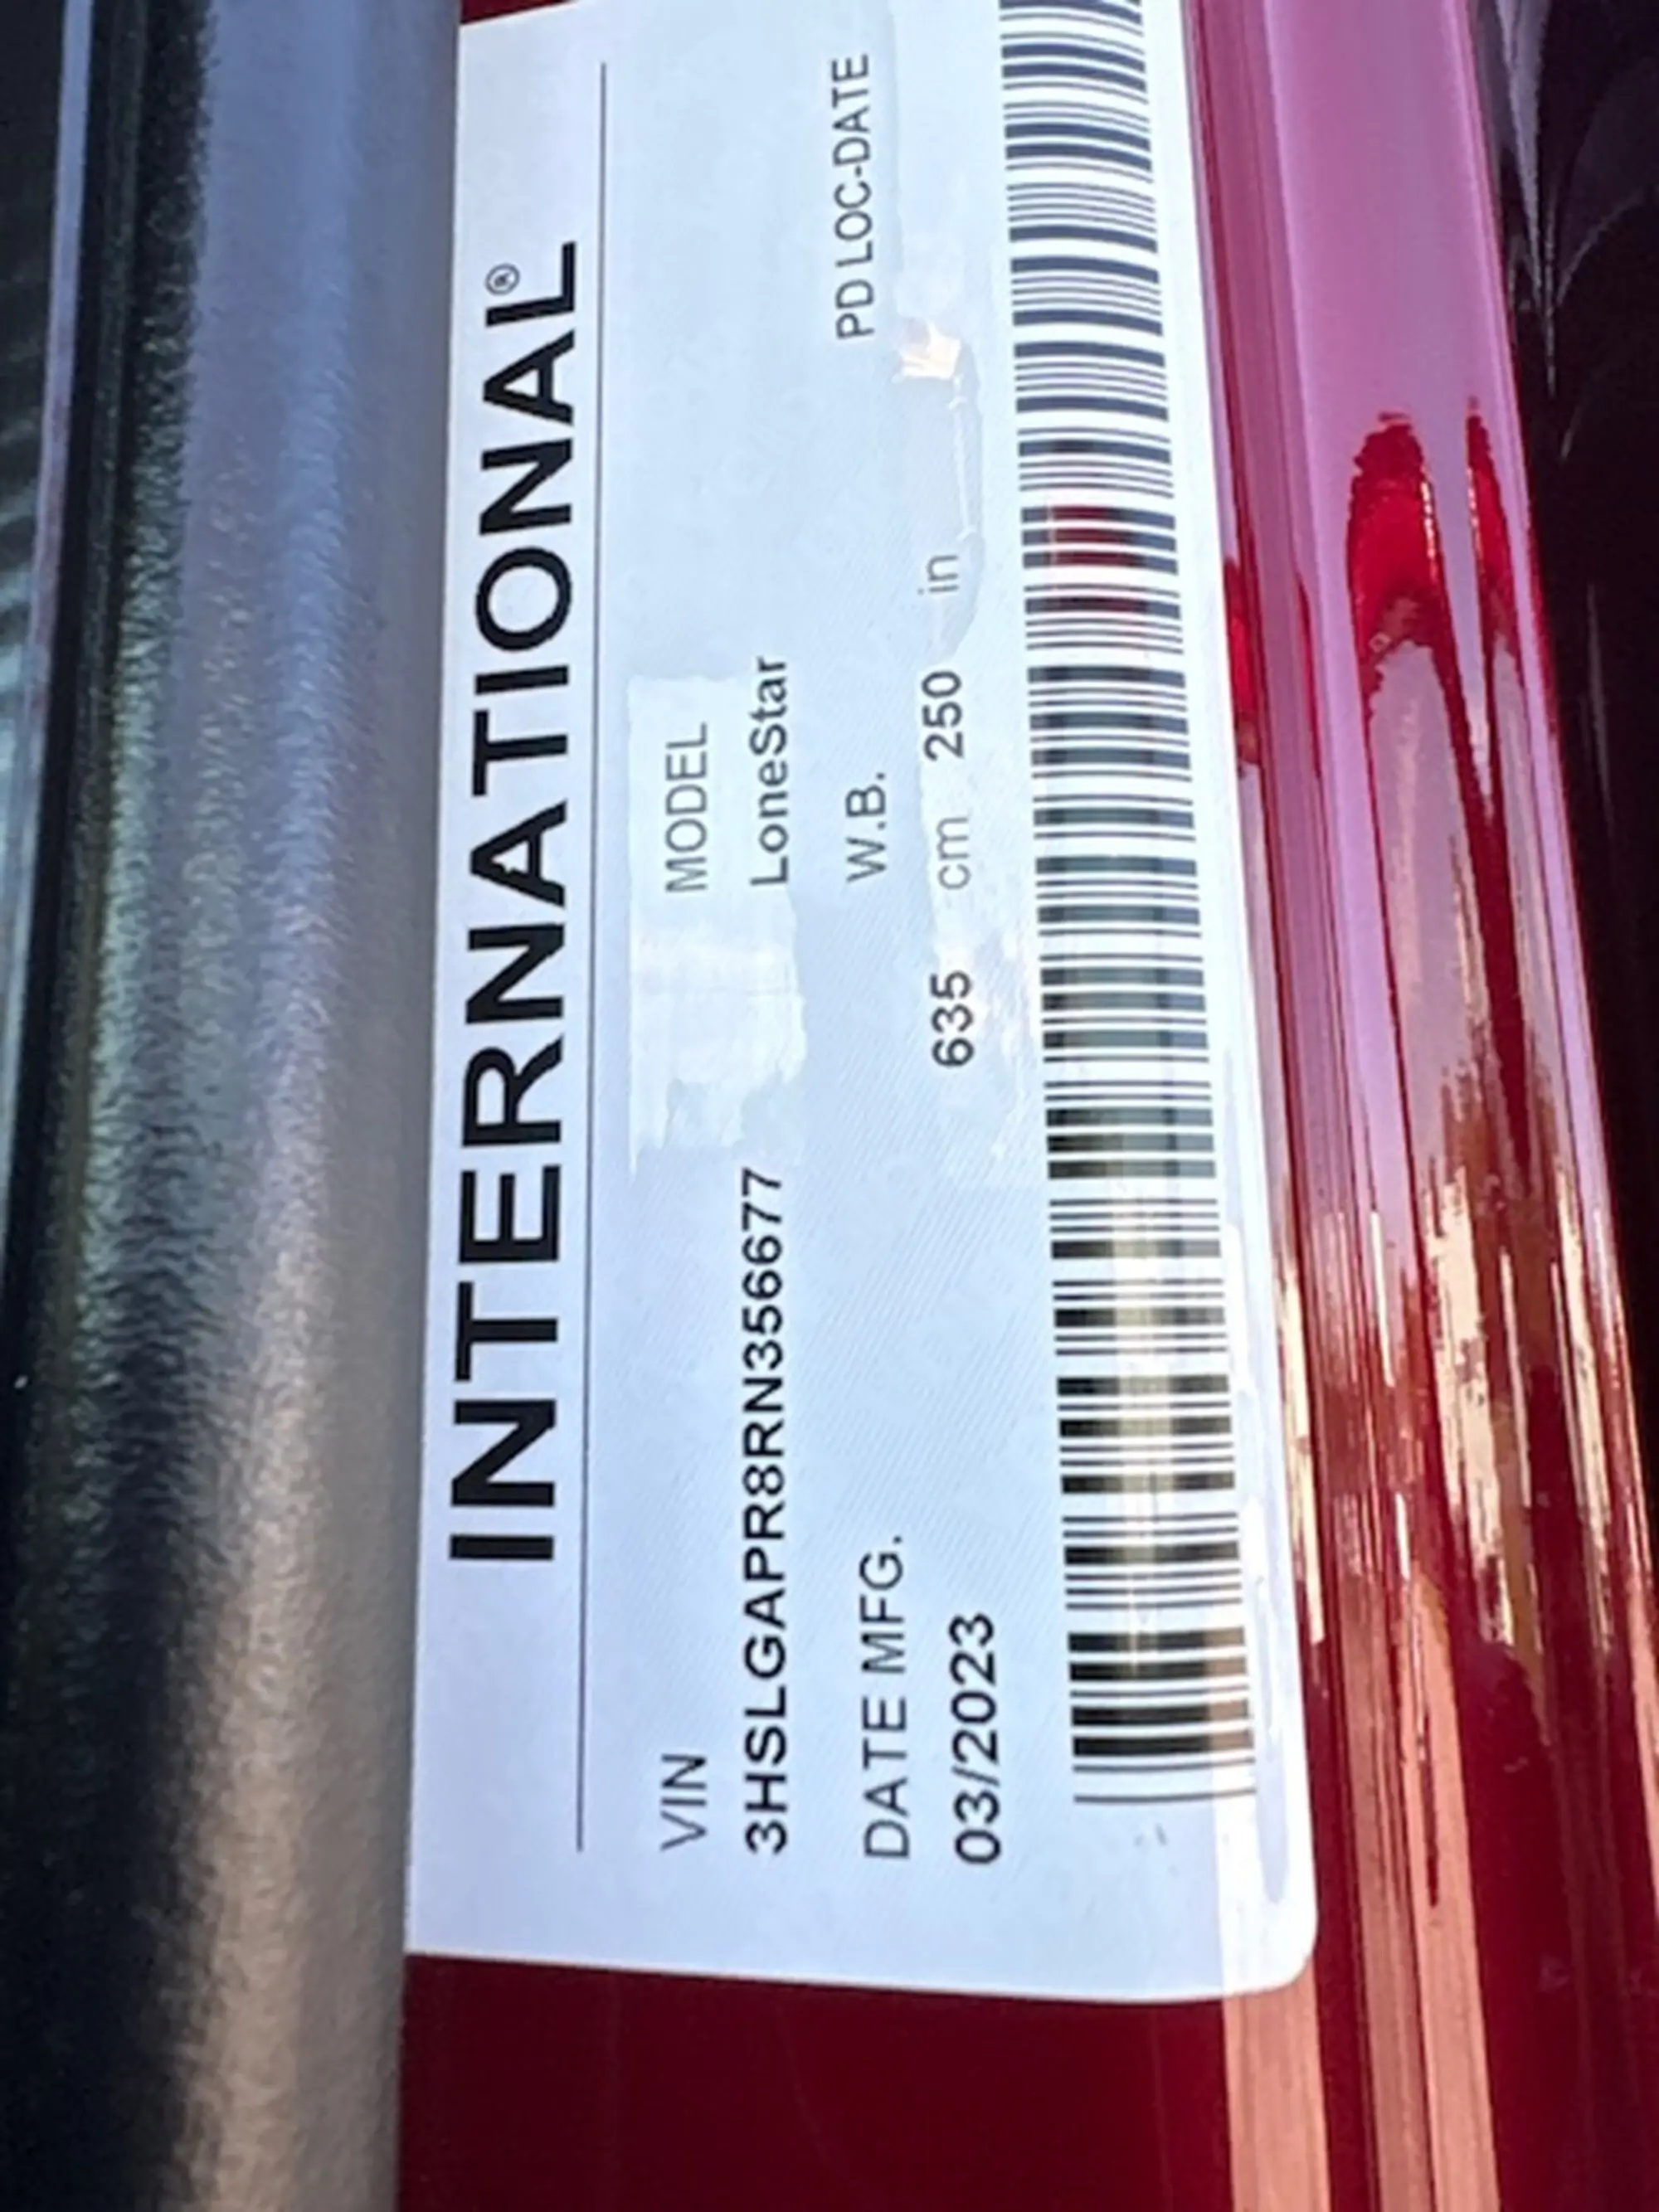 INTERNATIONAL®
VIN MODEL
3HSLGAPR8RN356677 LoneStar
DATE MFG. W.B. PD LOC-DATE
03/2023 635 cm 250 in